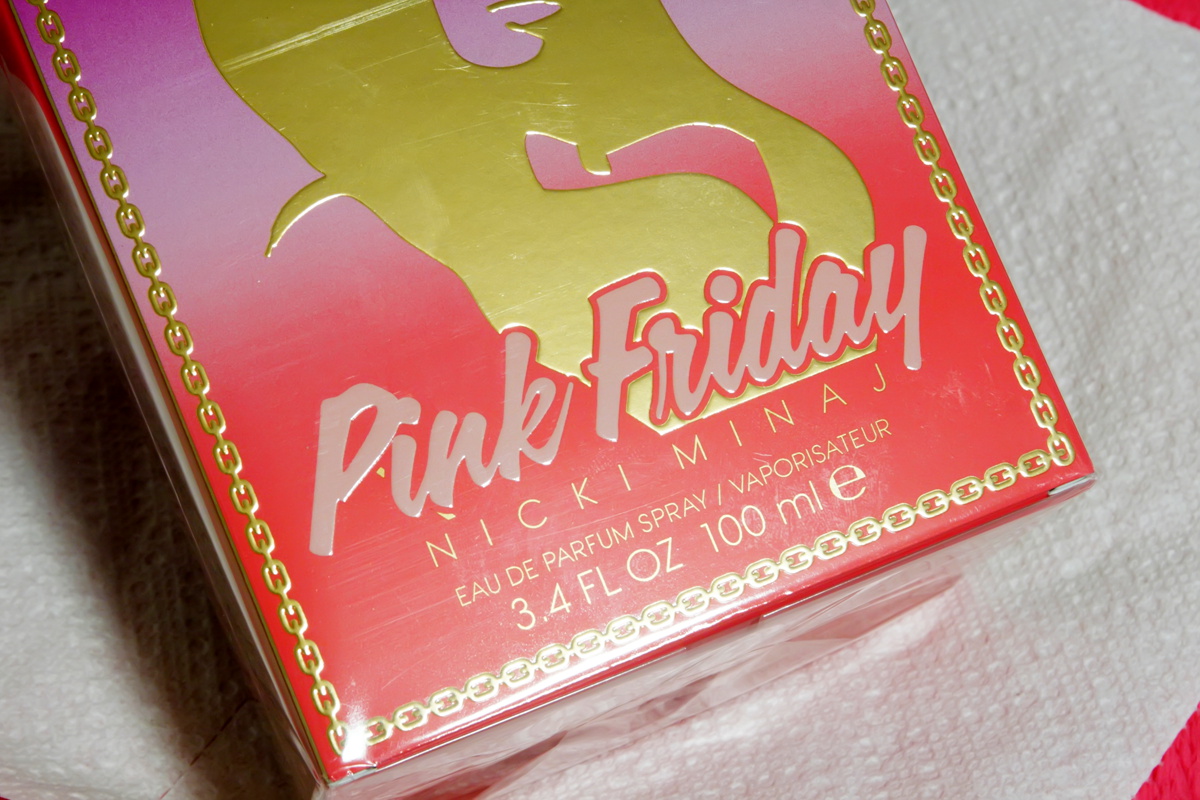 Pink Friday
NICKI MINAJ
EAU DE PARFUM SPRAY / VAPORISATEUR
3.4 FL OZ 100 ml ℮